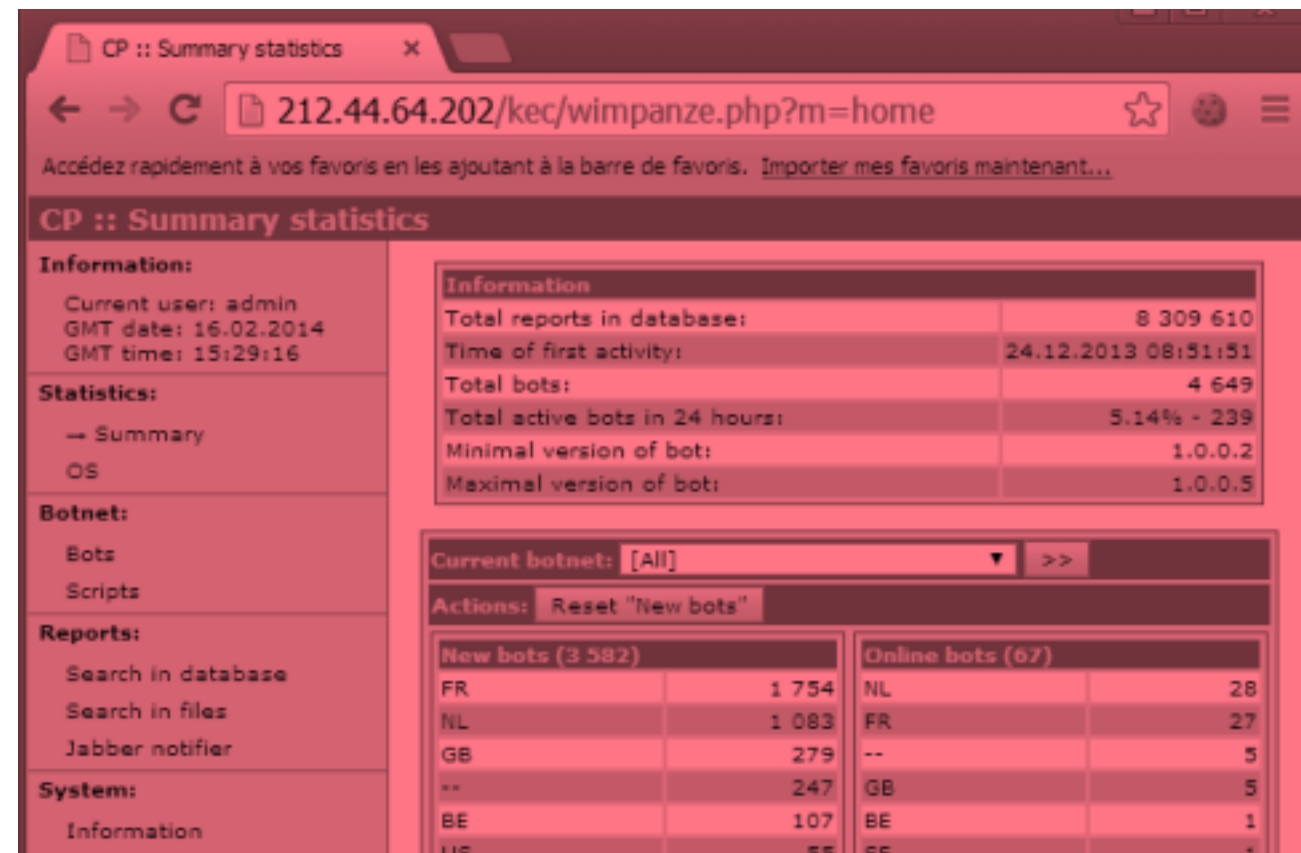 CP :: Summary statistics
212.44.64.202/kec/wimpanze.php?m=home
Accédez rapidement à vos favoris en les ajoutant à la barre de favoris. Importer mes favoris maintenant...
CP :: Summary statistics
Information:
Current user: admin
GMT date: 16.02.2014
GMT time: 15:29:16
Statistics:
→ Summary
OS
Botnet:
Bots
Scripts
Reports:
Search in database
Search in files
Jabber notifier
System:
Information
Information
Total reports in database: 8 309 610
Time of first activity: 24.12.2013 08:51:51
Total bots: 4 649
Total active bots in 24 hours: 5.14% - 239
Minimal version of bot: 1.0.0.2
Maximal version of bot: 1.0.0.5
Current botnet: [All] >>
Actions: Reset "New bots"
New bots (3 582)
FR 1 754
NL 1 083
GB 279
-- 247
BE 107
US 55
Online bots (67)
NL 28
FR 27
-- 5
GB 5
BE 1
SE 1